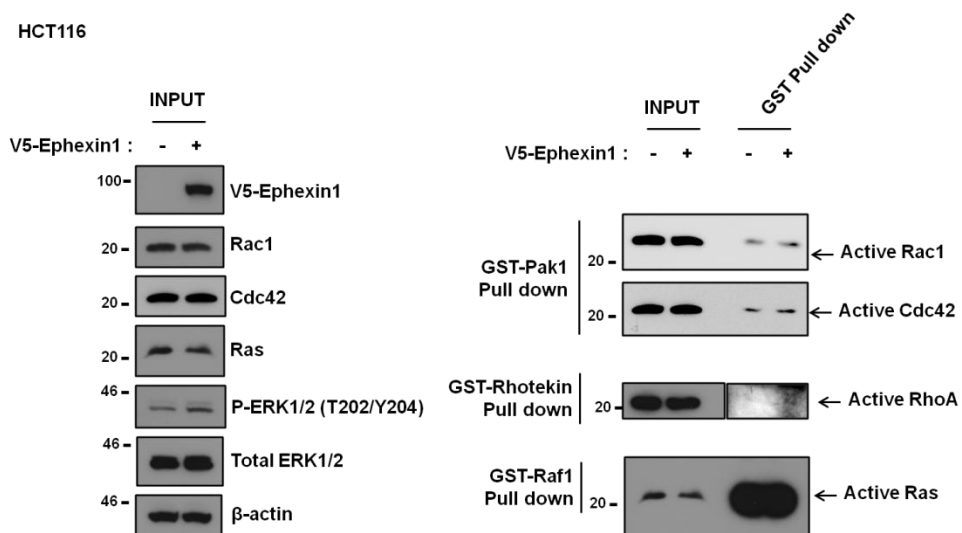 HCT116
INPUT
V5-Ephexin1 : - +
100 V5-Ephexin1
20 Rac1
20 Cdc42
20 Ras
46 P-ERK1/2 (T202/Y204)
46 Total ERK1/2
46 β-actin
INPUT GST Pull down
V5-Ephexin1 : - + - +
GST-Pak1
Pull down
20 ← Active Rac1
20 ← Active Cdc42
GST-Rhotekin
Pull down
20 ← Active RhoA
GST-Raf1
Pull down
20 ← Active Ras